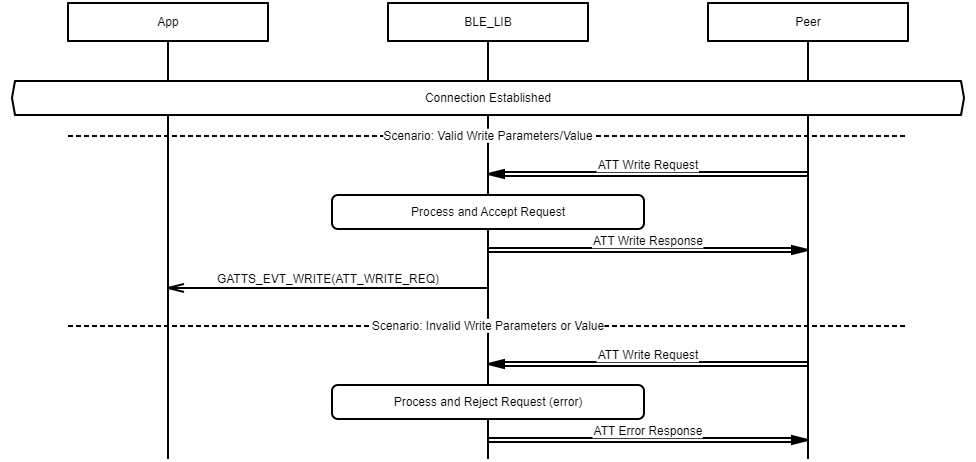 App
BLE_LIB
Peer
Connection Established
Scenario: Valid Write Parameters/Value
ATT Write Request
Process and Accept Request
ATT Write Response
GATTS_EVT_WRITE(ATT_WRITE_REQ)
Scenario: Invalid Write Parameters or Value
ATT Write Request
Process and Reject Request (error)
ATT Error Response